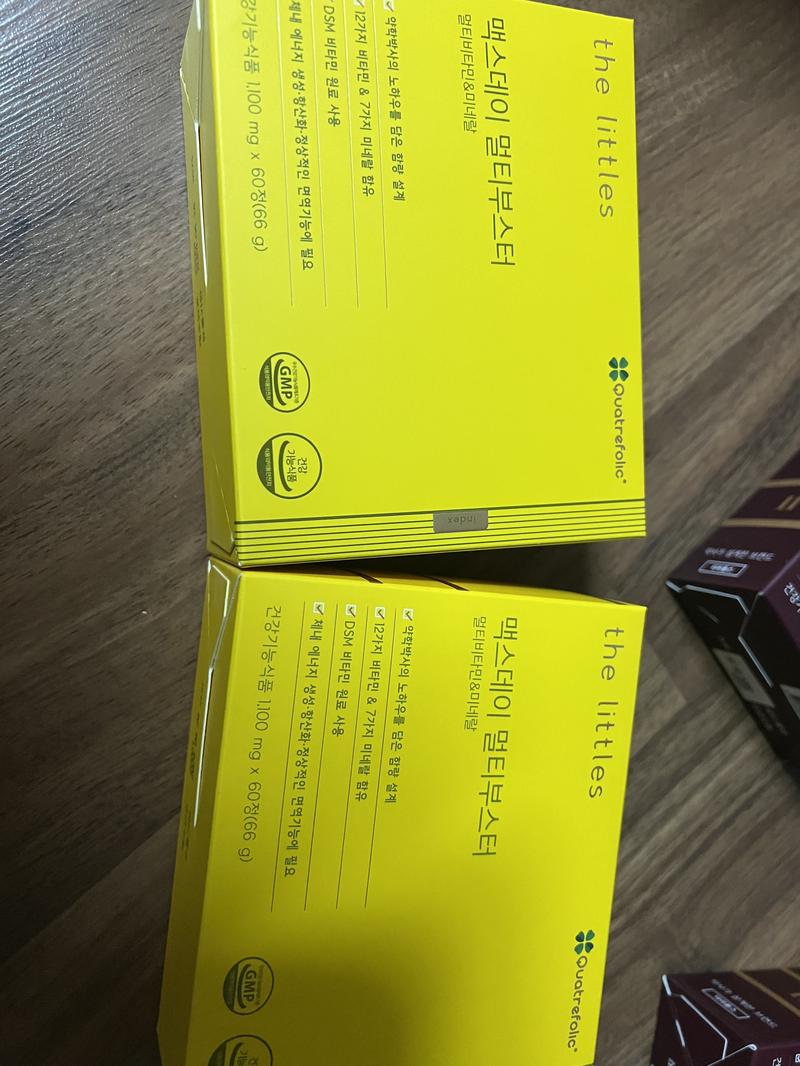 the littles
맥스데이 멀티부스터
멀티비타민&미네랄
약학박사의 노하우를 담은 함량 설계
12가지 비타민 & 7가지 미네랄 함유
DSM 비타민 원료 사용
체내 에너지 생성·항산화·정상적인 면역기능에 필요
강기능식품 1,100 mg x 60정(66 g)
Quatrefolic®
GMP
건강
기능식품
식품의약품안전처
index
the littles
맥스데이 멀티부스터
멀티비타민&미네랄
약학박사의 노하우를 담은 함량 설계
12가지 비타민 & 7가지 미네랄 함유
DSM 비타민 원료 사용
체내 에너지 생성·항산화·정상적인 면역기능에 필요
건강기능식품 1,100 mg x 60정(66 g)
Quatrefolic®
GMP